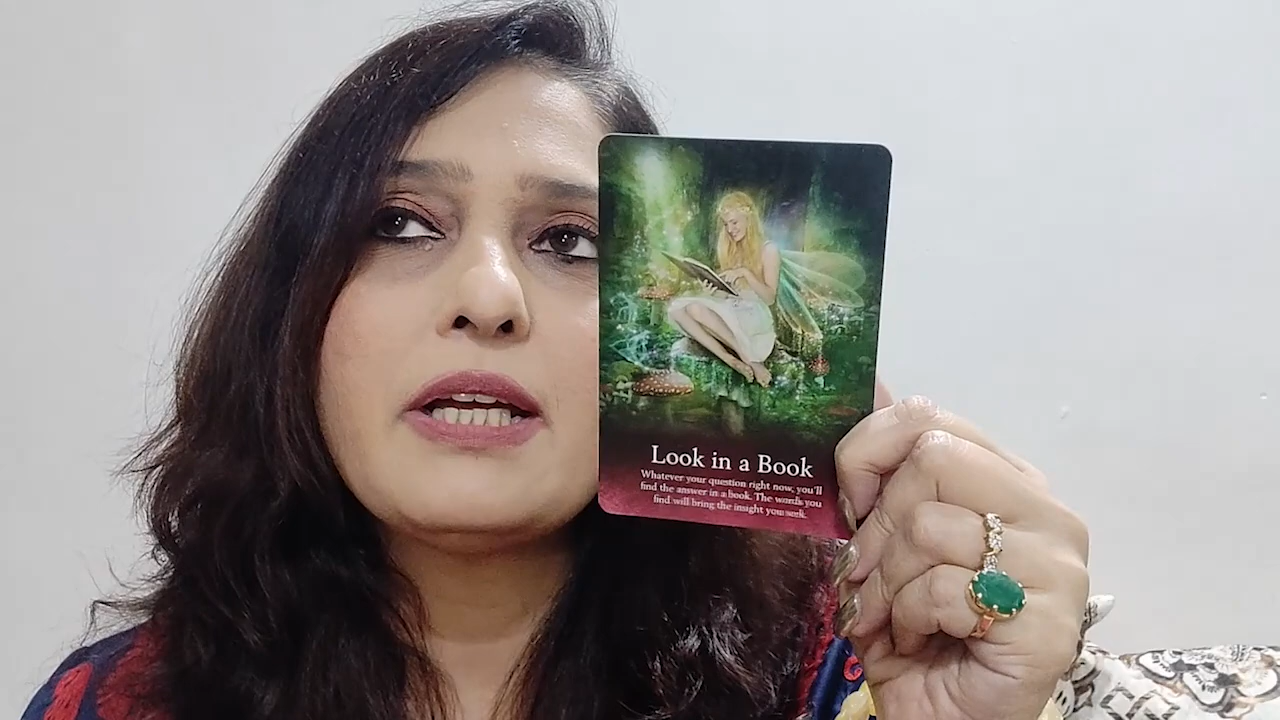 Look in a Book
Whatever your question right now, you'll
find the answer in a book. The words you
find will bring the insight you seek.